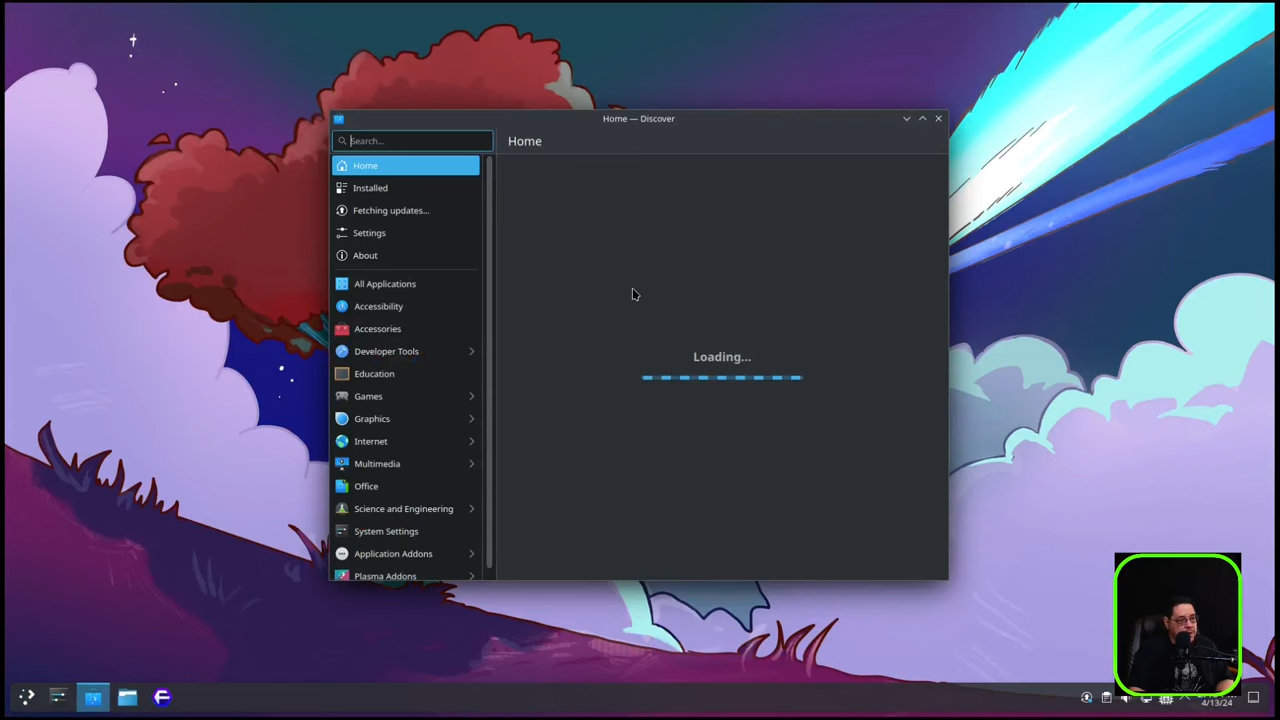 Home — Discover
Search...
Home
Home
Installed
Fetching updates...
Settings
About
All Applications
Accessibility
Accessories
Developer Tools
Education
Games
Graphics
Internet
Multimedia
Office
Science and Engineering
System Settings
Application Addons
Plasma Addons
Loading...
4/13/24